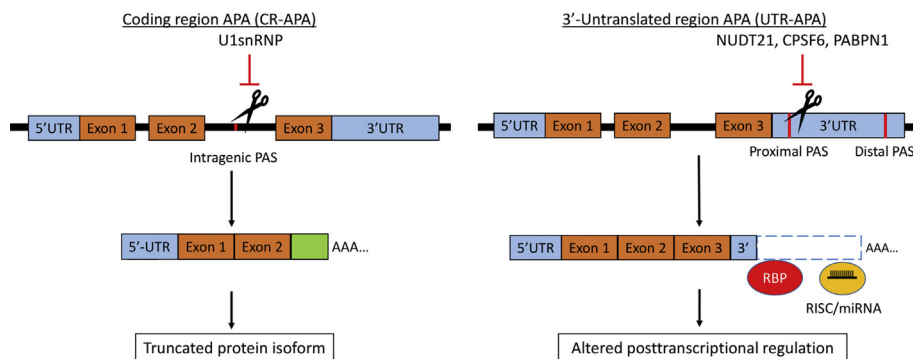 Coding region APA (CR-APA)
U1snRNP
5'UTR Exon 1 Exon 2 Exon 3 3'UTR
Intragenic PAS
5'-UTR Exon 1 Exon 2 AAA...
Truncated protein isoform
3'-Untranslated region APA (UTR-APA)
NUDT21, CPSF6, PABPN1
5'UTR Exon 1 Exon 2 Exon 3 3'UTR
Proximal PAS Distal PAS
5'UTR Exon 1 Exon 2 Exon 3 3' AAA...
RBP
RISC/miRNA
Altered posttranscriptional regulation